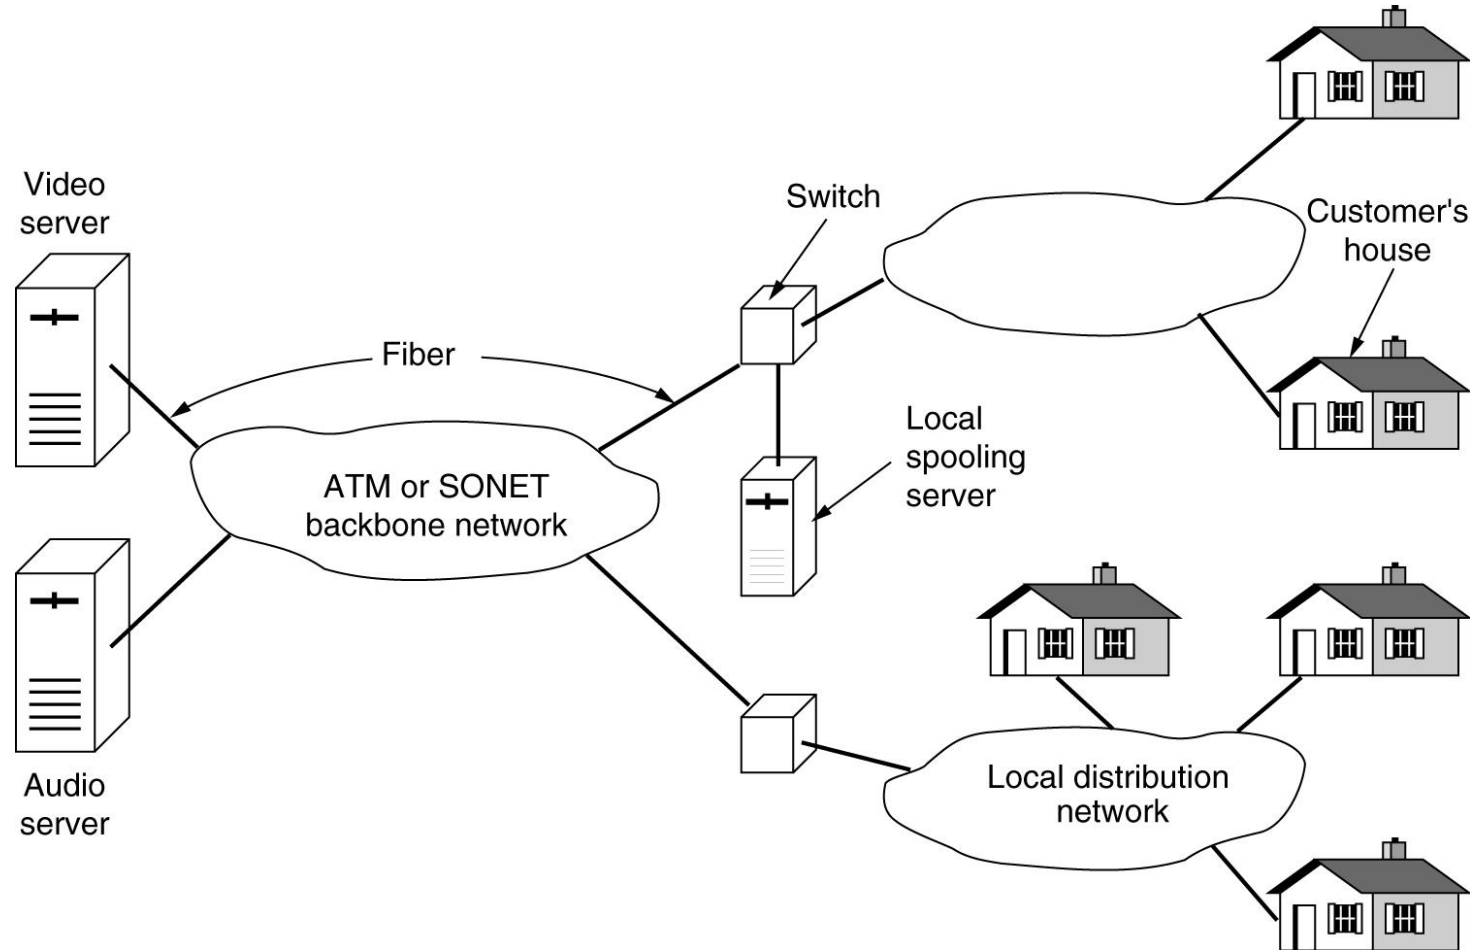 Video
server
Switch
Customer's
house
Fiber
Local
spooling
server
ATM or SONET
backbone network
Local distribution
network
Audio
server